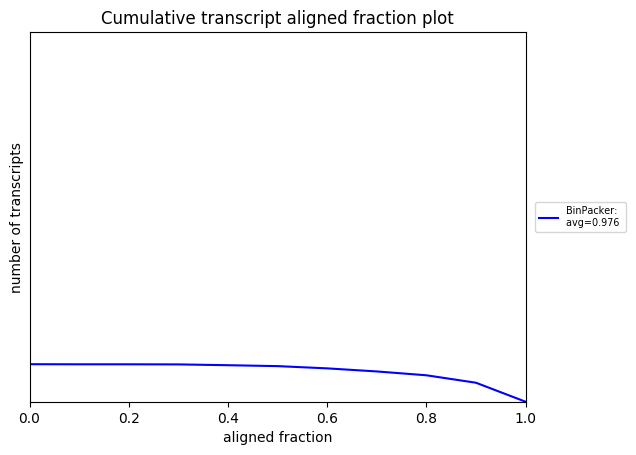 Cumulative transcript aligned fraction plot
number of transcripts
BinPacker:
avg=0.976
0.0 0.2 0.4 0.6 0.8 1.0
aligned fraction